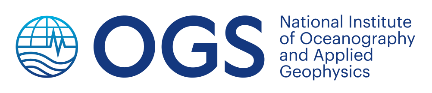 OGS
National Institute
of Oceanography
and Applied
Geophysics